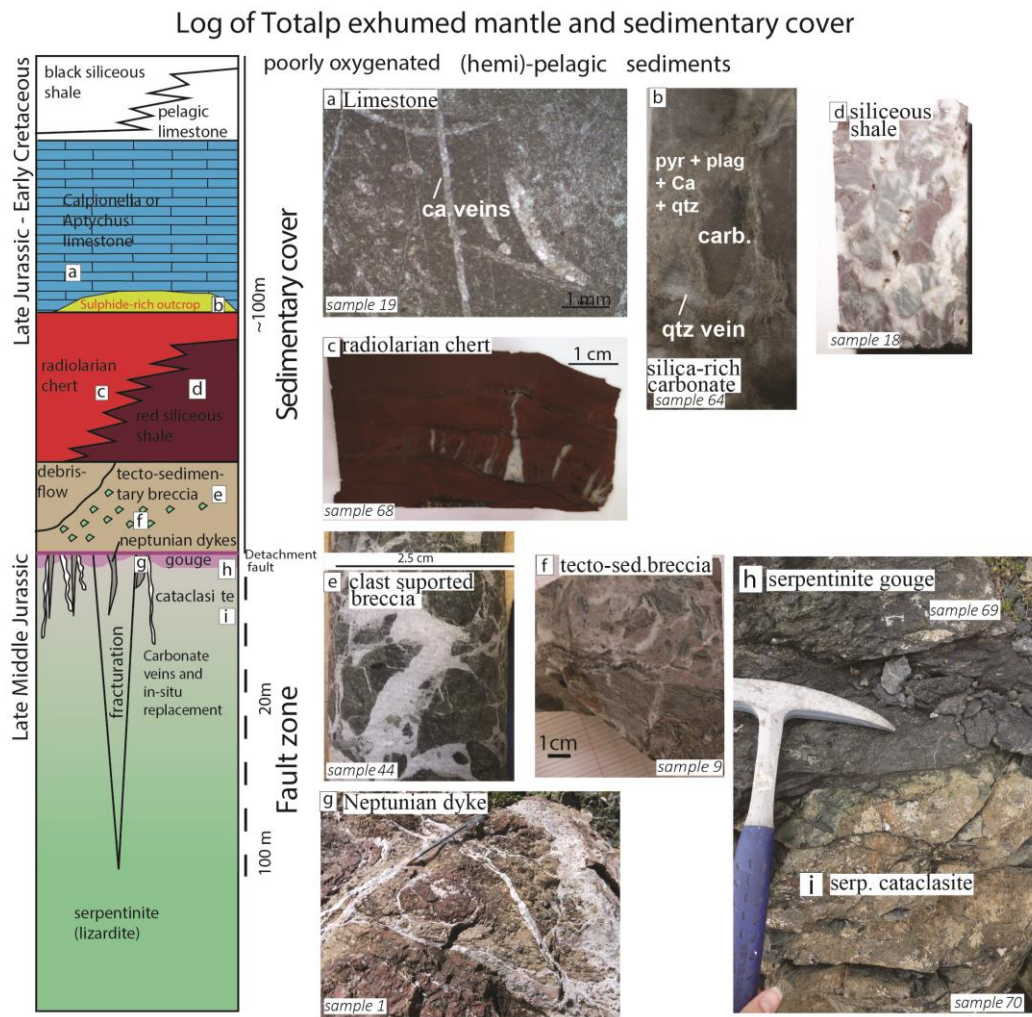 Log of Totalp exhumed mantle and sedimentary cover
poorly oxygenated (hemi)-pelagic sediments
Late Jurassic - Early Cretaceous
Late Middle Jurassic
black siliceous
shale
pelagic
limestone
Calpionella or
Aptychus
limestone
a
Sulphide-rich outcrop
b
radiolarian
chert
c
d
red siliceous
shale
debris-
flow
tecto-sedimen-
tary breccia
e
f
neptunian dykes
gouge
g
h
cataclasi te
i
fracturation
Carbonate
veins and
in-situ
replacement
serpentinite
(lizardite)
~100m
Sedimentary cover
Detachment
fault
20m
100 m
Fault zone
a Limestone
ca veins
1 mm
sample 19
b
pyr + plag
+ Ca
+ qtz
carb.
qtz vein
silica-rich
carbonate
sample 64
d siliceous
shale
sample 18
c radiolarian chert
1 cm
sample 68
2.5 cm
e clast suported
breccia
sample 44
f tecto-sed.breccia
1cm
sample 9
g Neptunian dyke
sample 1
h serpentinite gouge
sample 69
i serp. cataclasite
sample 70